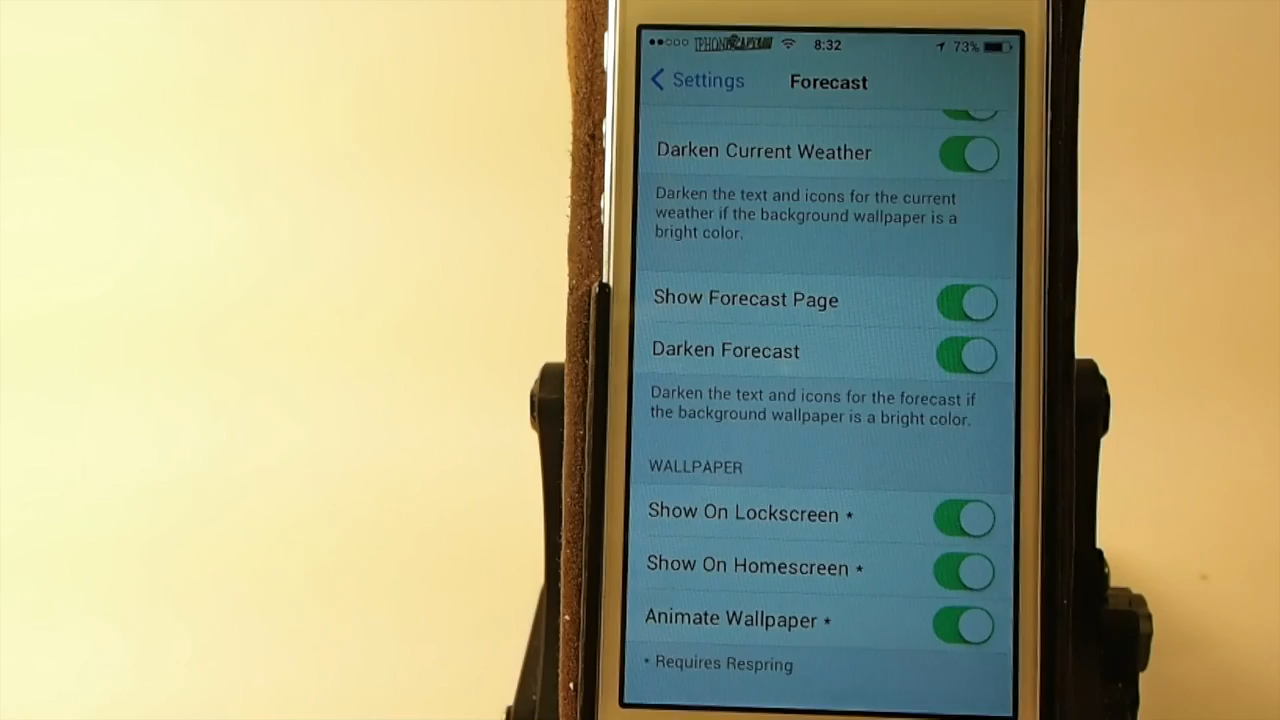 8:32
73%
Settings
Forecast
Darken Current Weather
Darken the text and icons for the current
weather if the background wallpaper is a
bright color.
Show Forecast Page
Darken Forecast
Darken the text and icons for the forecast if
the background wallpaper is a bright color.
WALLPAPER
Show On Lockscreen *
Show On Homescreen *
Animate Wallpaper *
* Requires Respring